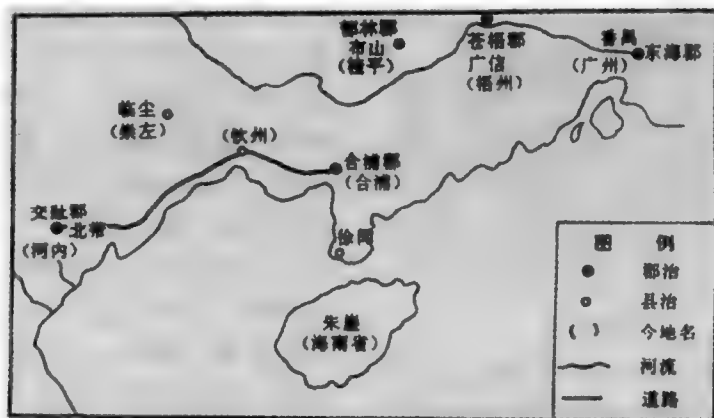 郁林郡
布山
(桂平)
苍梧郡
广信
(梧州)
番禺
(广州)
东海郡
临尘
(崇左)
(钦州)
合浦郡
(合浦)
交趾郡
北带
(河内)
徐闻
朱崖
(海南省)
图 例
郡治
县治
( ) 今地名
河流
道路